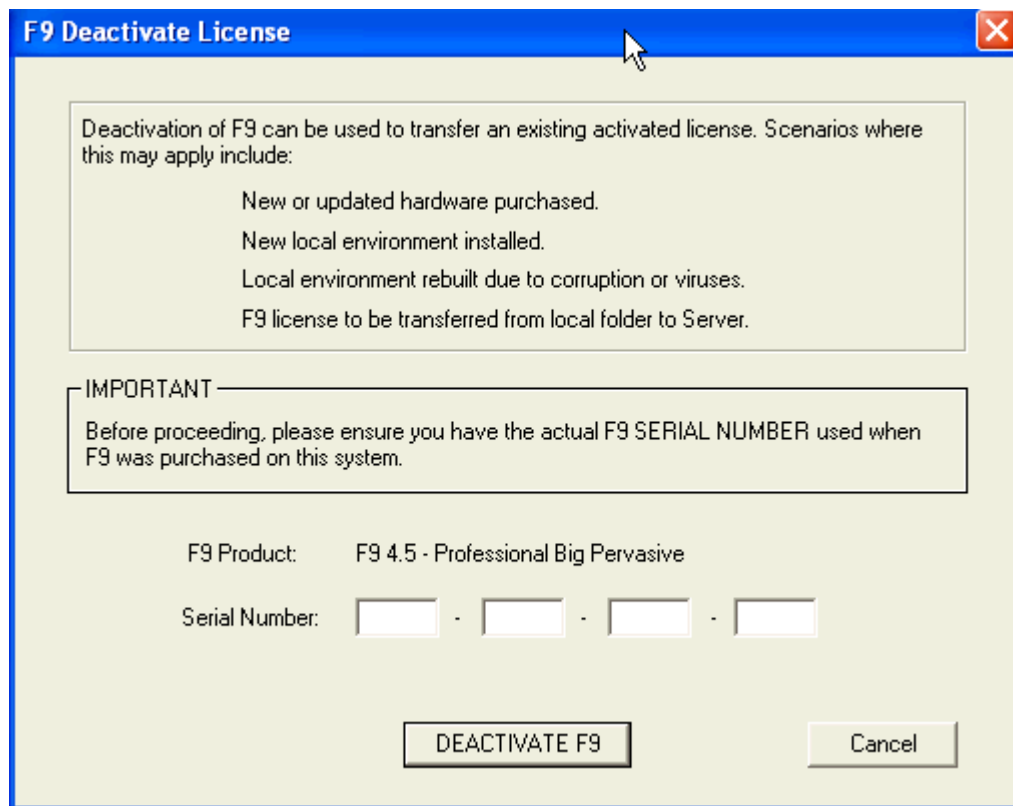 F9 Deactivate License
Deactivation of F9 can be used to transfer an existing activated license. Scenarios where
this may apply include:
New or updated hardware purchased.
New local environment installed.
Local environment rebuilt due to corruption or viruses.
F9 license to be transferred from local folder to Server.
IMPORTANT
Before proceeding, please ensure you have the actual F9 SERIAL NUMBER used when
F9 was purchased on this system.
F9 Product: F9 4.5 - Professional Big Pervasive
Serial Number: - - -
DEACTIVATE F9 Cancel